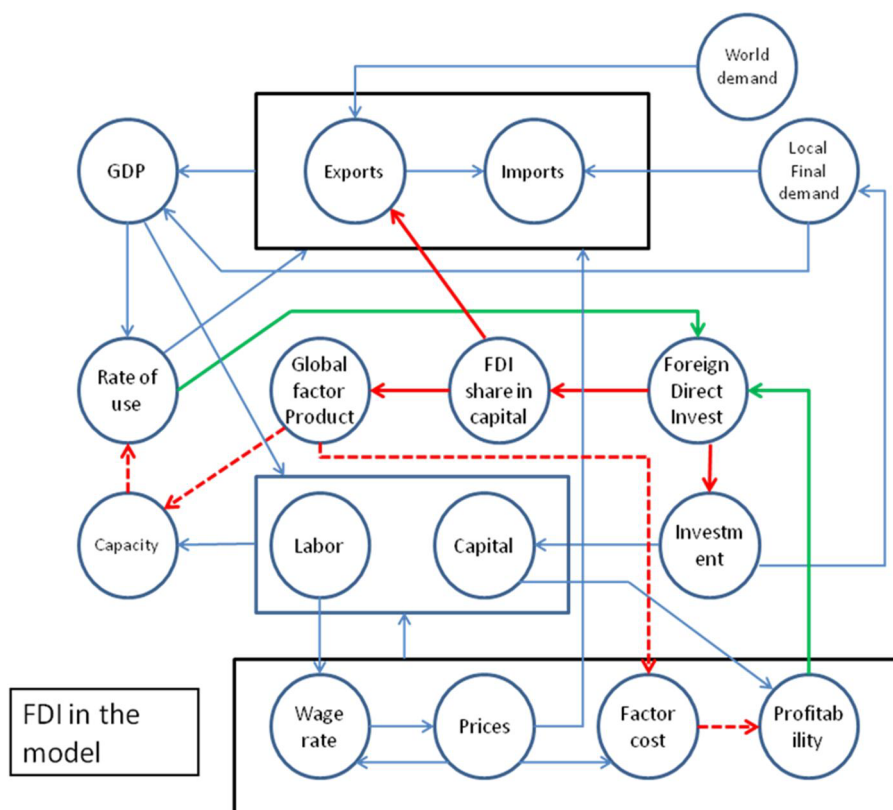 World
demand
GDP
Exports
Imports
Local
Final
demand
Rate of
use
Global
factor
Product
FDI
share in
capital
Foreign
Direct
Invest
Capacity
Labor
Capital
Investm
ent
FDI in the
model
Wage
rate
Prices
Factor
cost
Profitab
ility